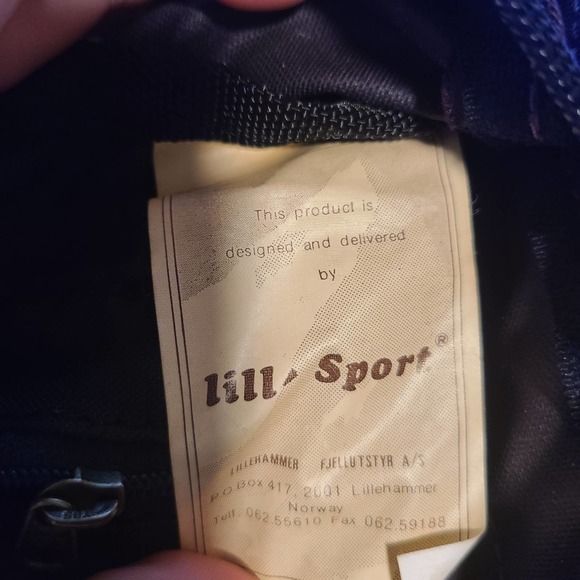 This product is
designed and delivered
by
lill-Sport®
LILLEHAMMER FJELLUTSTYR A/S
P.O.Box 417, 2001 Lillehammer
Norway
Telf. 062.55610 Fax 062.59188